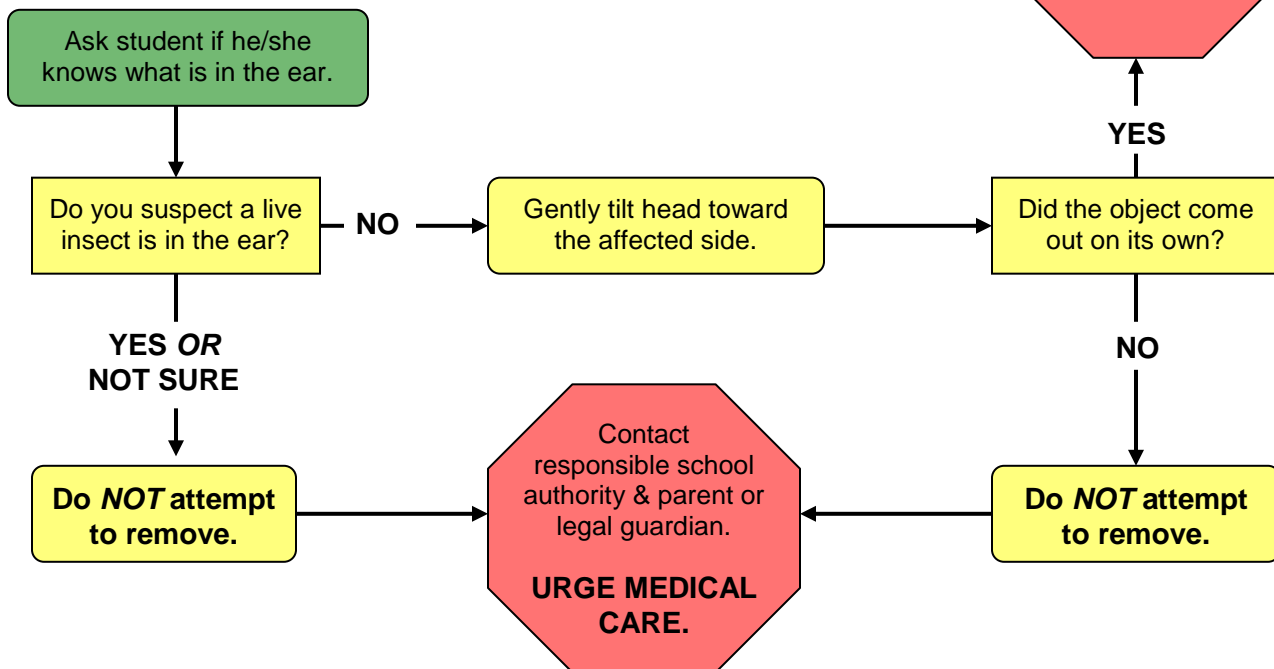 Ask student if he/she
knows what is in the ear.
YES
Do you suspect a live
insect is in the ear?
NO
Gently tilt head toward
the affected side.
Did the object come
out on its own?
YES OR
NOT SURE
NO
Do NOT attempt
to remove.
Contact
responsible school
authority & parent or
legal guardian.
URGE MEDICAL
CARE.
Do NOT attempt
to remove.